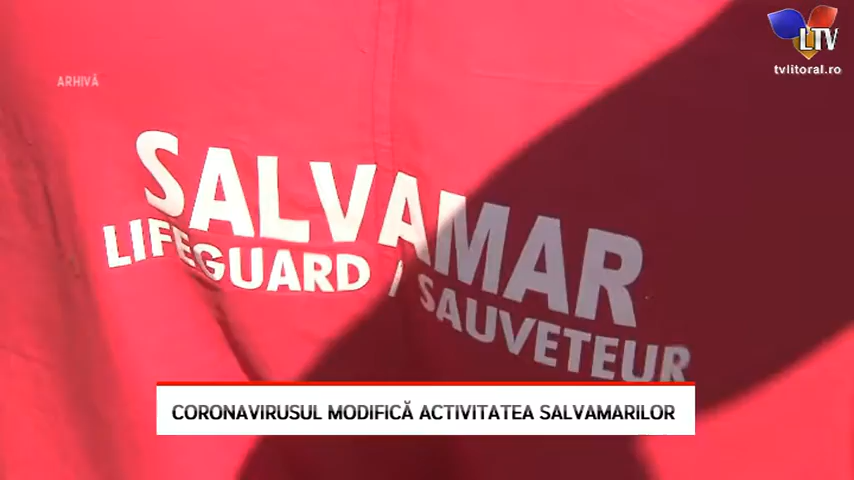 LTV
tvlitoral.ro
ARHIVĂ
SALVAMAR
LIFEGUARD / SAUVETEUR
CORONAVIRUSUL MODIFICĂ ACTIVITATEA SALVAMARILOR